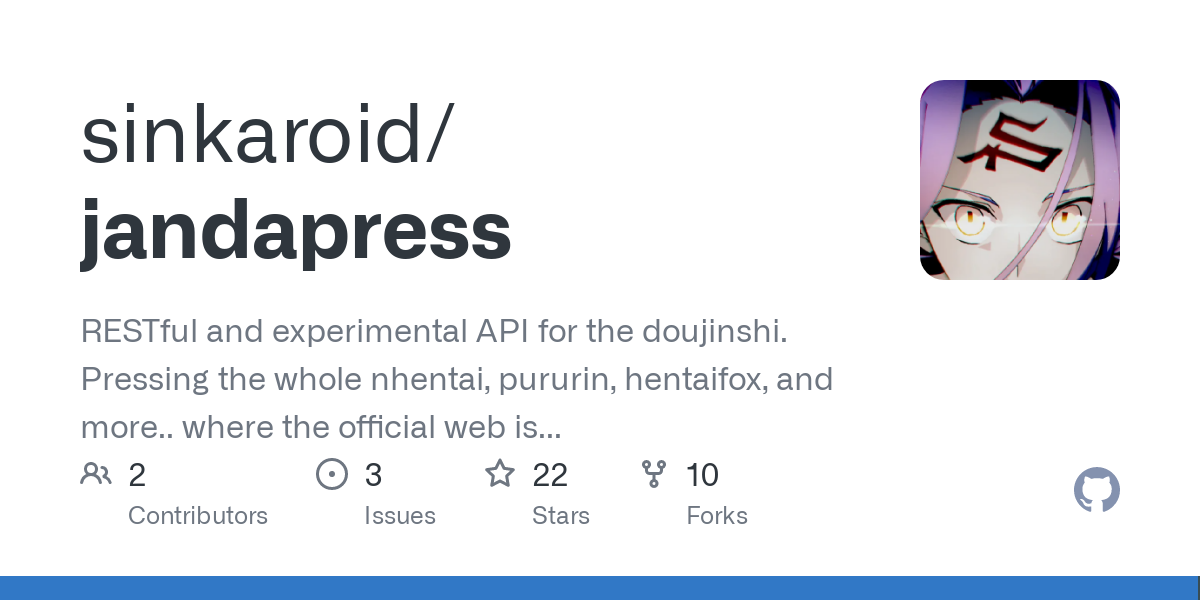 sinkaroid/
jandapress
RESTful and experimental API for the doujinshi.
Pressing the whole nhentai, pururin, hentaifox, and
more.. where the official web is...
2
Contributors
3
Issues
22
Stars
10
Forks